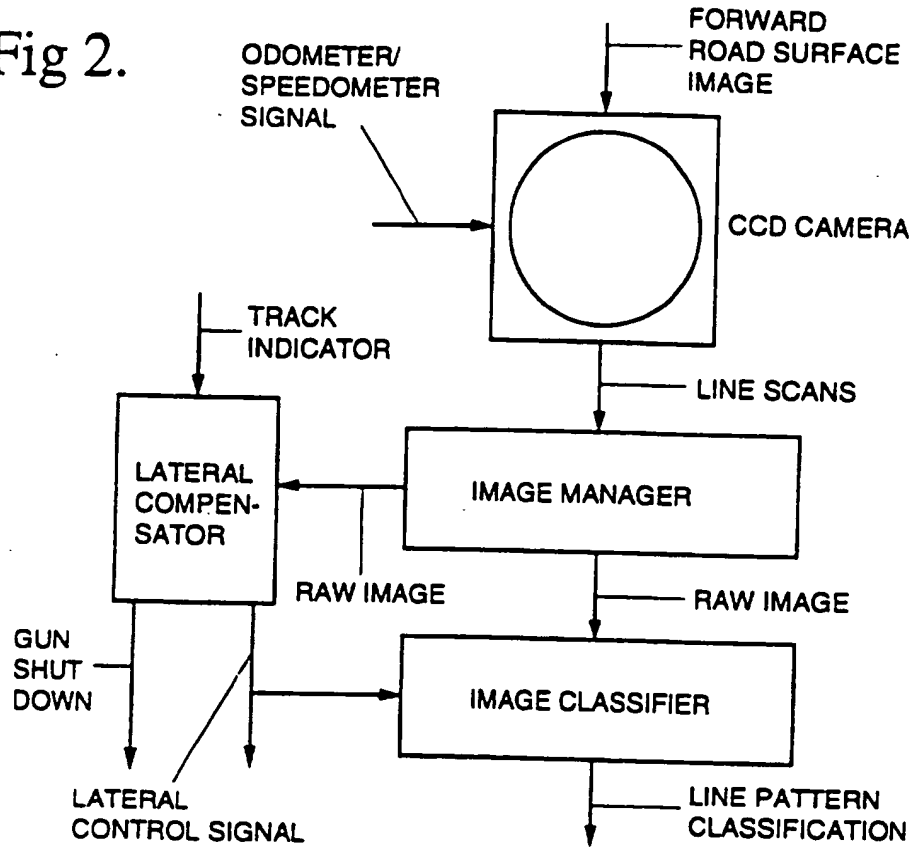 Fig 2.
FORWARD
ROAD SURFACE
IMAGE
ODOMETER/
SPEEDOMETER
SIGNAL
CCD CAMERA
TRACK
INDICATOR
LINE SCANS
LATERAL
COMPEN-
SATOR
IMAGE MANAGER
RAW IMAGE
RAW IMAGE
GUN
SHUT
DOWN
IMAGE CLASSIFIER
LATERAL
CONTROL SIGNAL
LINE PATTERN
CLASSIFICATION